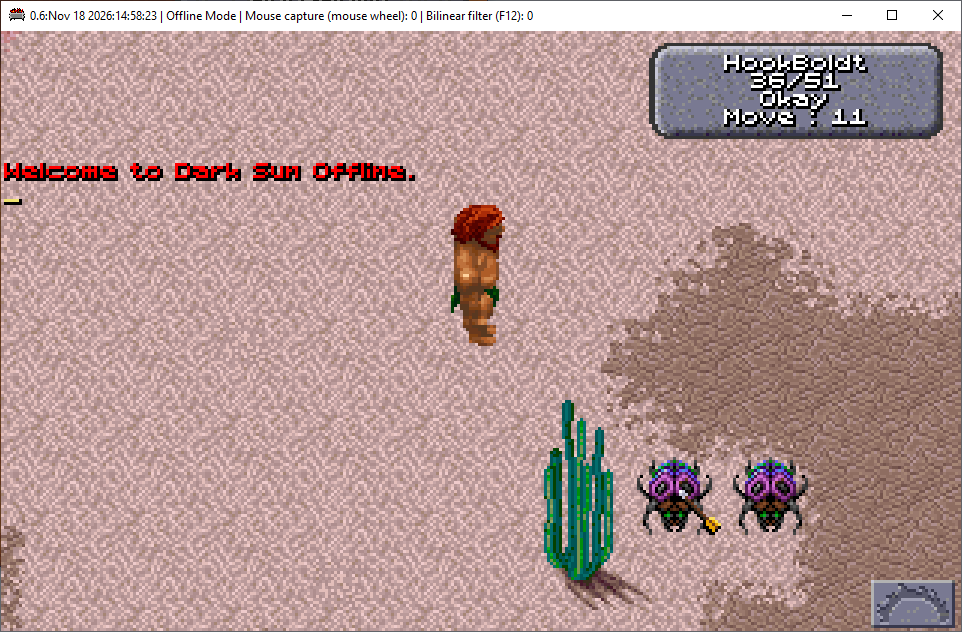 0.6:Nov 18 2026:14:58:23 | Offline Mode | Mouse capture (mouse wheel): 0 | Bilinear filter (F12): 0
HookBoldt
36/51
Okay
Move : 11
Welcome to Dark Sun Offline.